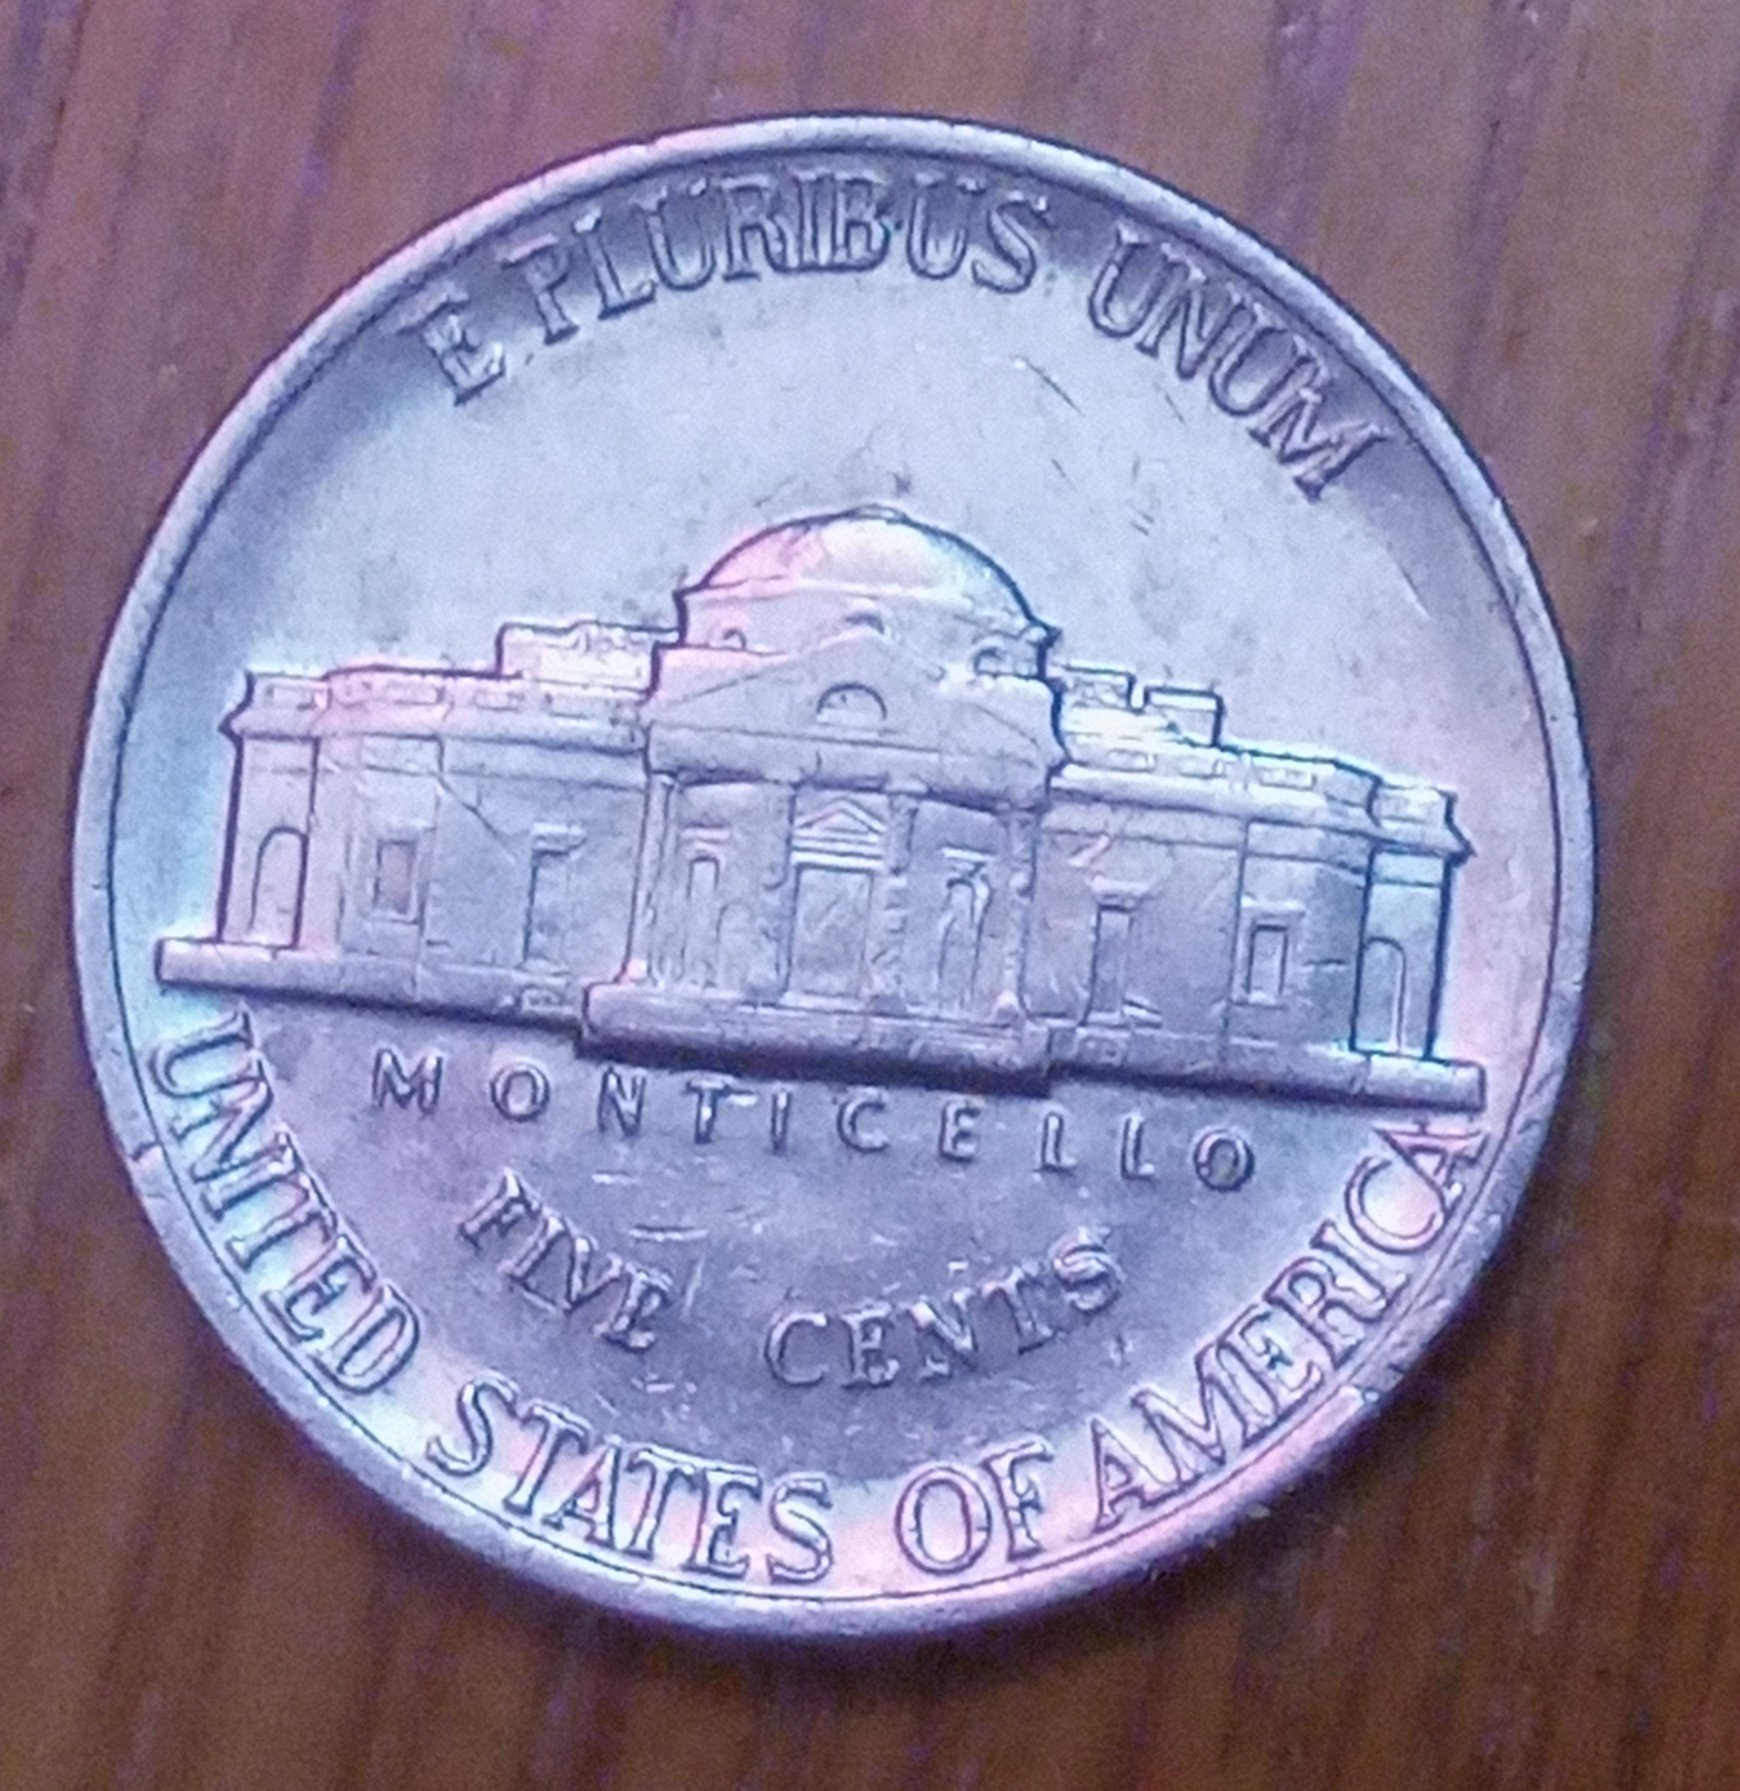 E PLURIBUS UNUM
MONTICELLO
FIVE CENTS
UNITED STATES OF AMERICA